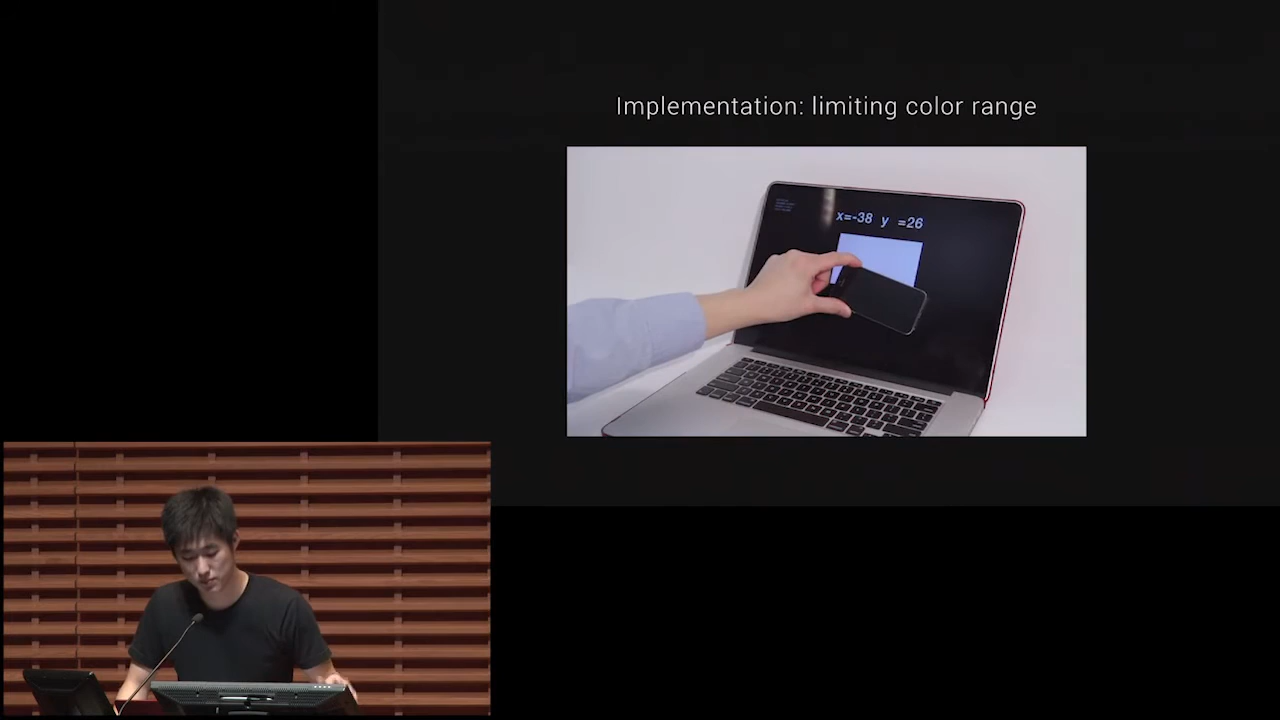 Implementation: limiting color range
x=-38 y =26